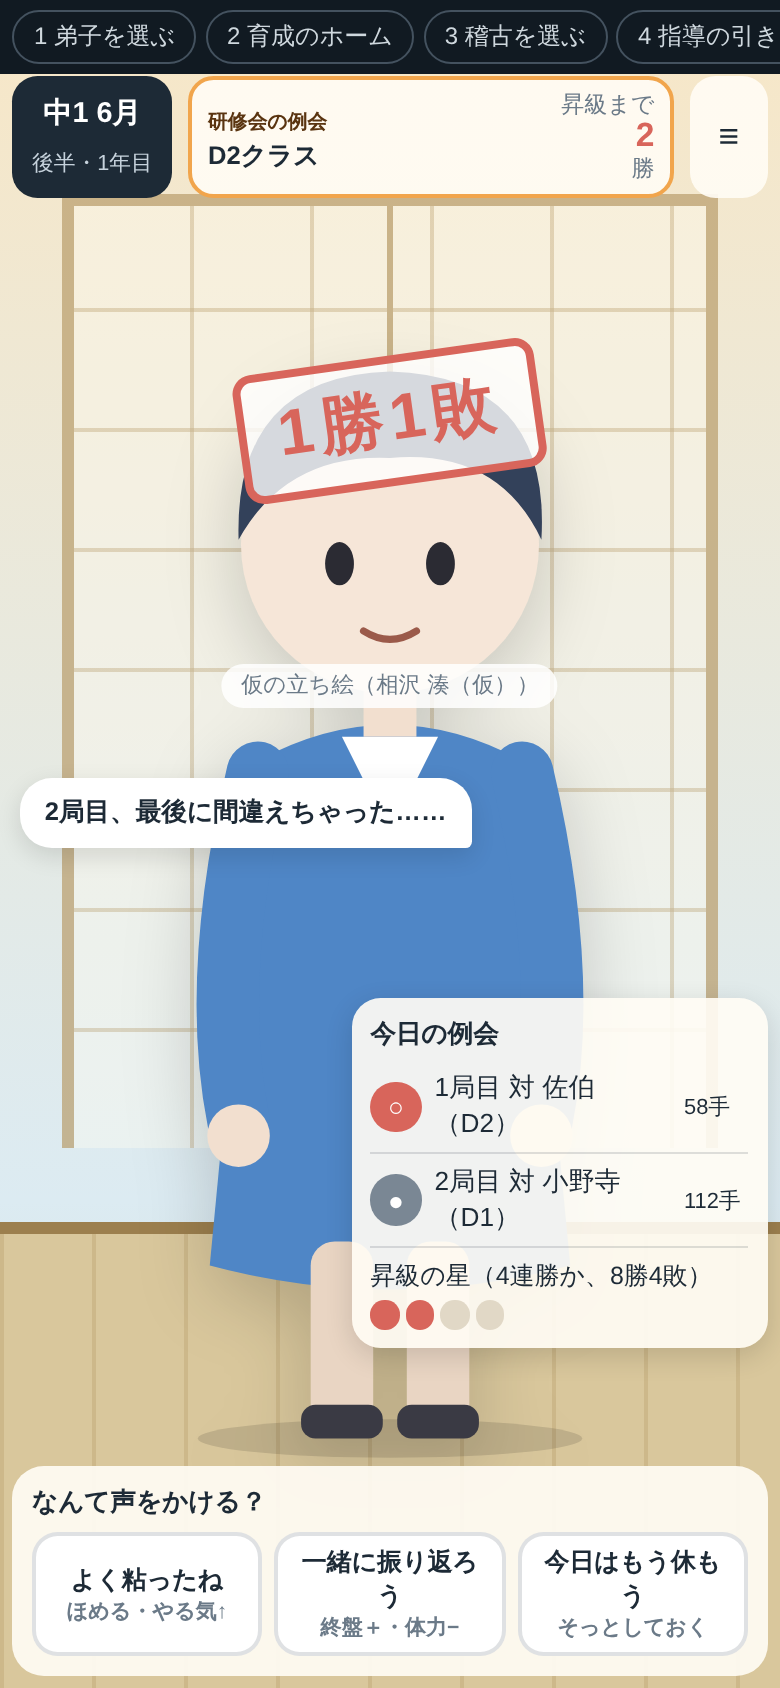 1 弟子を選ぶ
2 育成のホーム
3 稽古を選ぶ
4 指導の引き
中1 6月
後半・1年目
研修会の例会
D2クラス
昇級まで
2
勝
≡
1勝1敗
仮の立ち絵（相沢 湊（仮））
2局目、最後に間違えちゃった……
今日の例会
○
1局目 対 佐伯
（D2）
58手
●
2局目 対 小野寺
（D1）
112手
昇級の星（4連勝か、8勝4敗）
なんて声をかける？
よく粘ったね
ほめる・やる気↑
一緒に振り返ろ
う
終盤＋・体力−
今日はもう休も
う
そっとしておく